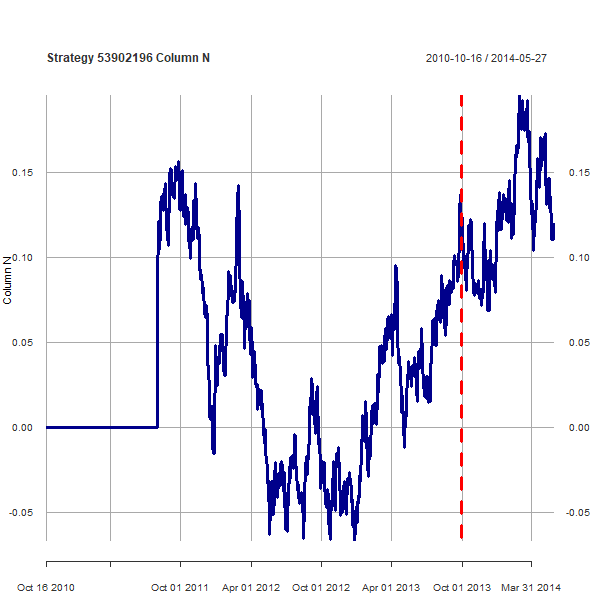 Strategy 53902196 Column N
2010-10-16 / 2014-05-27
0.15
0.15
0.10
0.10
Column N
0.05
0.05
0.00
0.00
-0.05
-0.05
Oct 16 2010
Oct 01 2011
Apr 01 2012
Oct 01 2012
Apr 01 2013
Oct 01 2013
Mar 31 2014